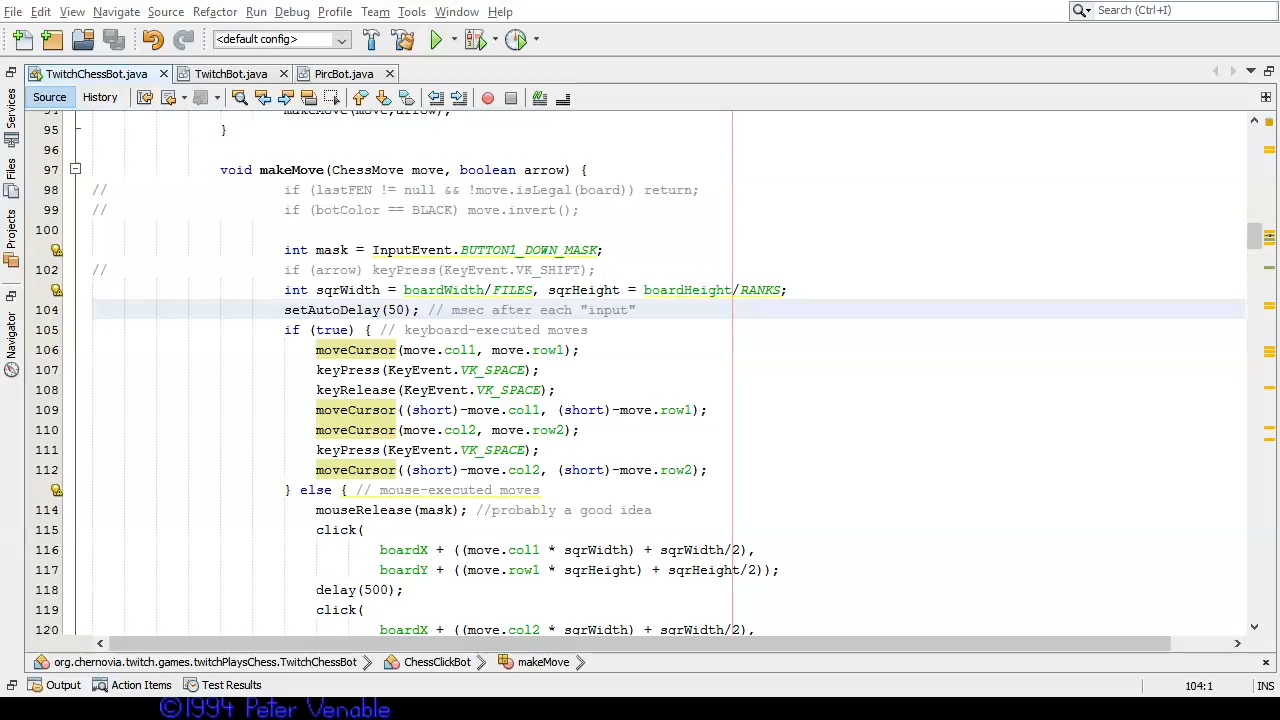 File Edit View Navigate Source Refactor Run Debug Profile Team Tools Window Help Search (Ctrl+I)
<default config>
TwitchChessBot.java TwitchBot.java PircBot.java
Source History
Services
Files
Projects
Navigator
makeMove(move,arrow);
95 }
96
97 void makeMove(ChessMove move, boolean arrow) {
98 // if (lastFEN != null && !move.isLegal(board)) return;
99 // if (botColor == BLACK) move.invert();
100
int mask = InputEvent.BUTTON1_DOWN_MASK;
102 // if (arrow) keyPress(KeyEvent.VK_SHIFT);
int sqrWidth = boardWidth/FILES, sqrHeight = boardHeight/RANKS;
104 setAutoDelay(50); // msec after each "input"
105 if (true) { // keyboard-executed moves
106 moveCursor(move.col1, move.row1);
107 keyPress(KeyEvent.VK_SPACE);
108 keyRelease(KeyEvent.VK_SPACE);
109 moveCursor((short)-move.col1, (short)-move.row1);
110 moveCursor(move.col2, move.row2);
111 keyPress(KeyEvent.VK_SPACE);
112 moveCursor((short)-move.col2, (short)-move.row2);
} else { // mouse-executed moves
114 mouseRelease(mask); //probably a good idea
115 click(
116 boardX + ((move.col1 * sqrWidth) + sqrWidth/2),
117 boardY + ((move.row1 * sqrHeight) + sqrHeight/2));
118 delay(500);
119 click(
120 boardX + ((move.col2 * sqrWidth) + sqrWidth/2),
org.chernovia.twitch.games.twitchPlaysChess.TwitchChessBot ChessClickBot makeMove
Output Action Items Test Results 104:1 INS
©1994 Peter Venable